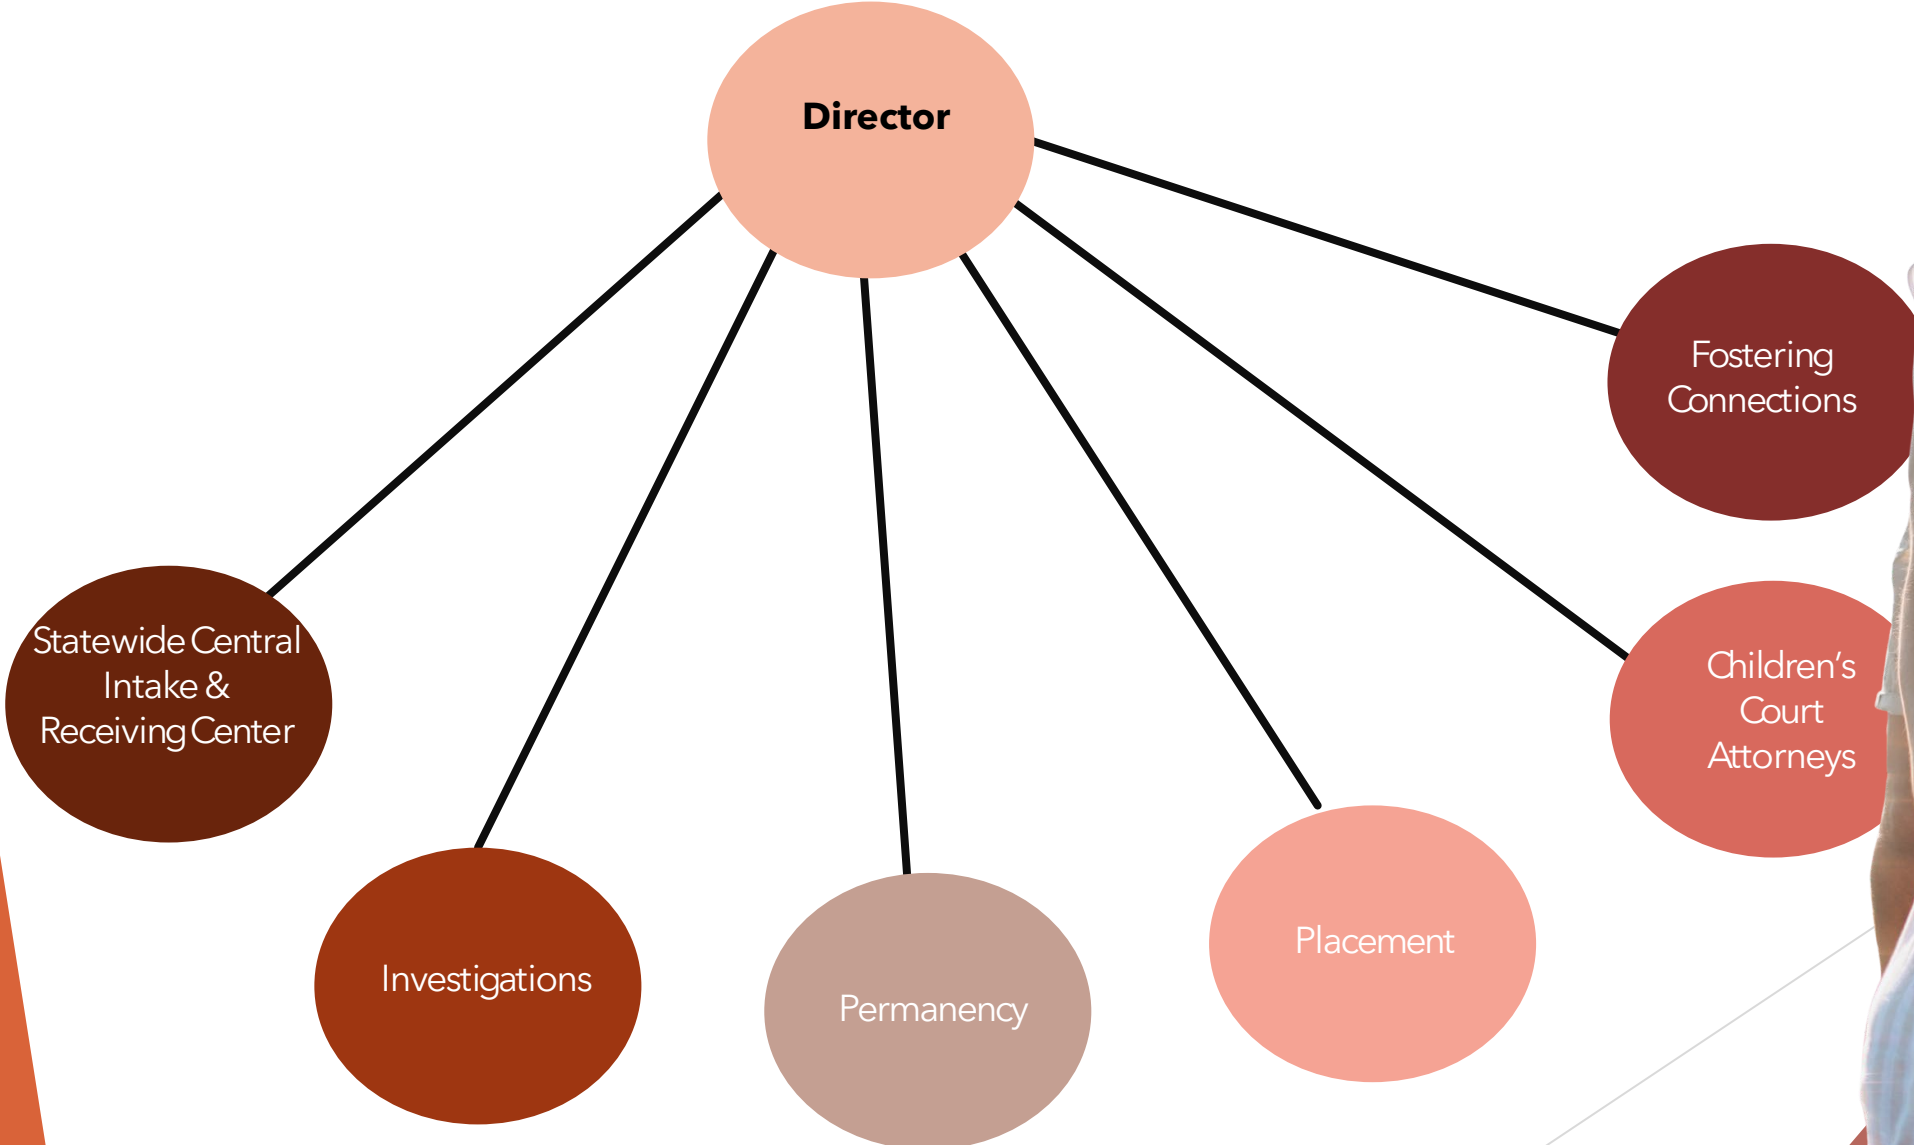 Director
Fostering
Connections
Statewide Central
Intake &
Receiving Center
Children’s
Court
Attorneys
Investigations
Permanency
Placement